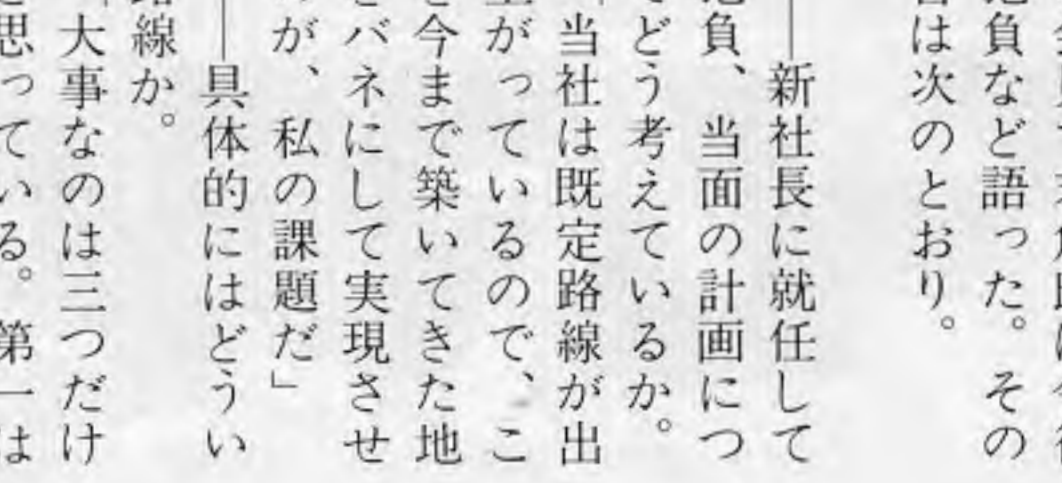 負など語った。その
は次のとおり。
――新社長に就任して
負、当面の計画につ
てどう考えているか。
「当社は既定路線が出
がっているので、こ
を今まで築いてきた地
とバネにして実現させ
のが、私の課題だ」
――具体的にはどうい
路線か。
「大事なのは三つだけ
と思っている。第一は